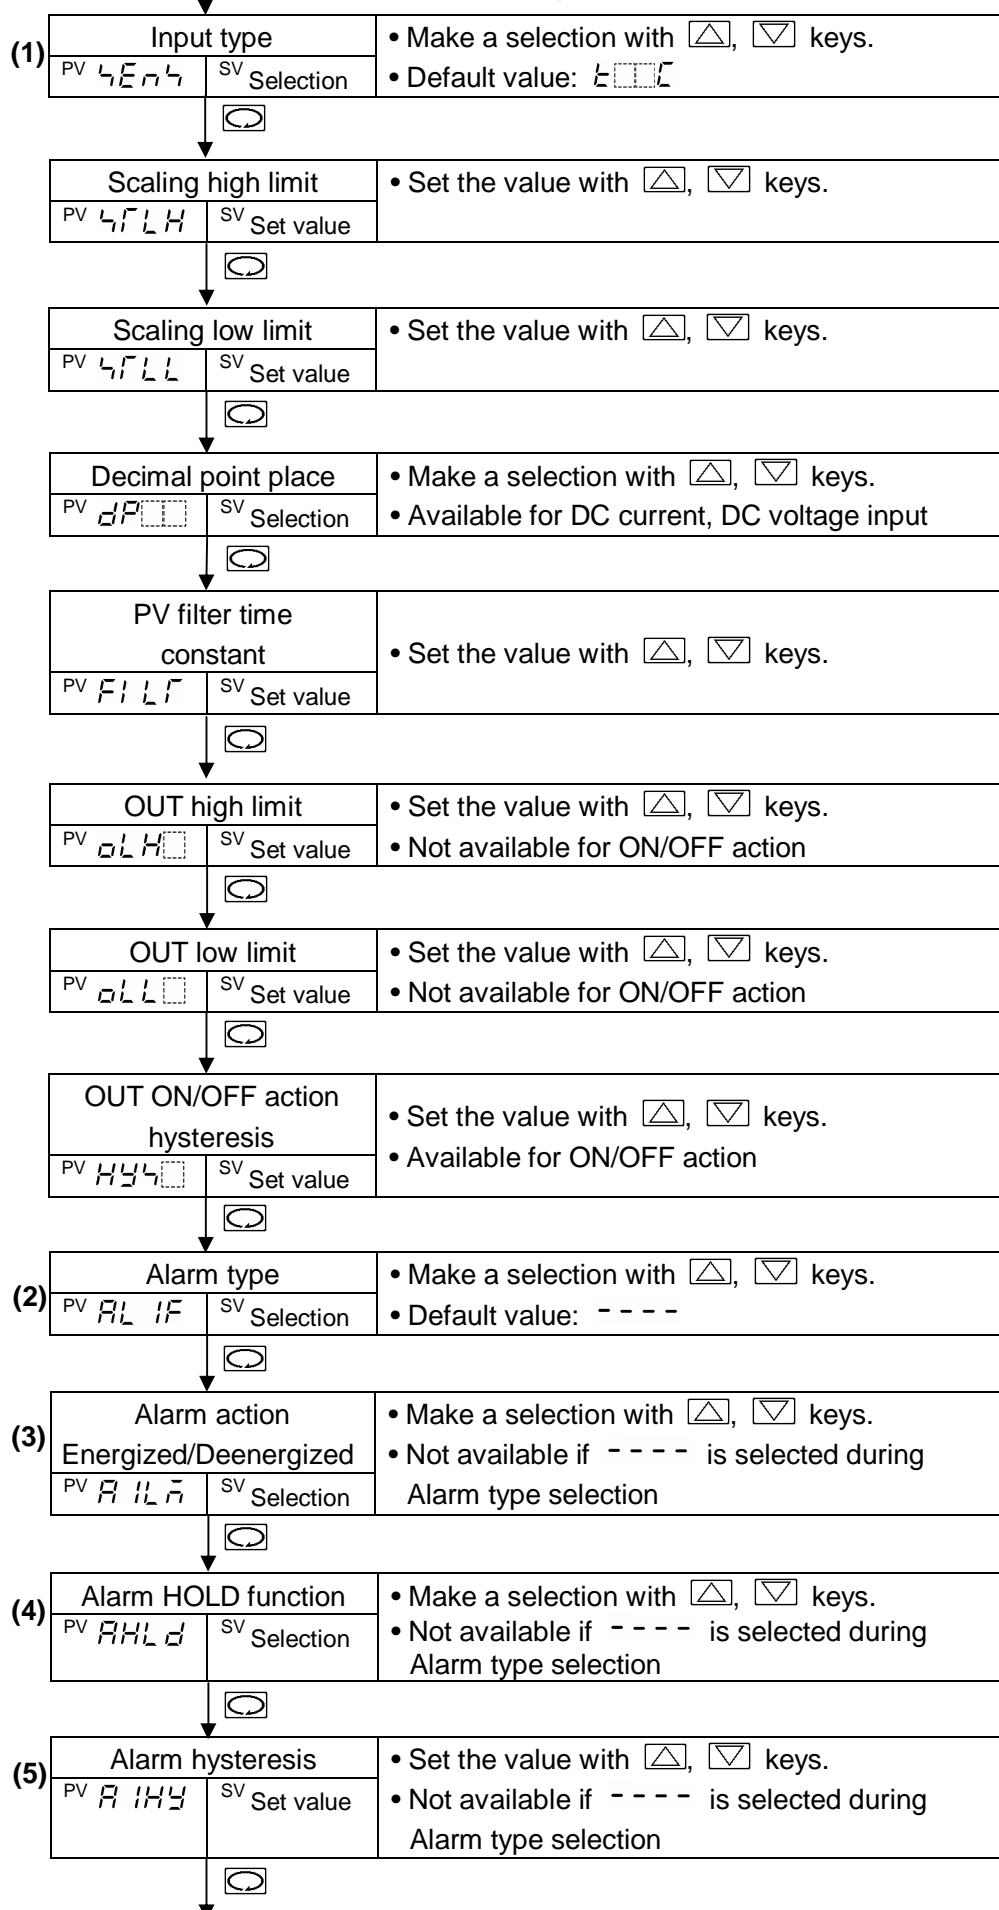 (1) Input type
PV SEnS SV Selection
• Make a selection with △, ▽ keys.
• Default value: E□□C
Scaling high limit
PV SFLH SV Set value
• Set the value with △, ▽ keys.
Scaling low limit
PV SFLL SV Set value
• Set the value with △, ▽ keys.
Decimal point place
PV dP□□ SV Selection
• Make a selection with △, ▽ keys.
• Available for DC current, DC voltage input
PV filter time
constant
PV FILT SV Set value
• Set the value with △, ▽ keys.
OUT high limit
PV oLH□ SV Set value
• Set the value with △, ▽ keys.
• Not available for ON/OFF action
OUT low limit
PV oLL□ SV Set value
• Set the value with △, ▽ keys.
• Not available for ON/OFF action
OUT ON/OFF action
hysteresis
PV HYS□ SV Set value
• Set the value with △, ▽ keys.
• Available for ON/OFF action
(2) Alarm type
PV AL1F SV Selection
• Make a selection with △, ▽ keys.
• Default value: ----
(3) Alarm action
Energized/Deenergized
PV A1Lm SV Selection
• Make a selection with △, ▽ keys.
• Not available if ---- is selected during
Alarm type selection
(4) Alarm HOLD function
PV AHLd SV Selection
• Make a selection with △, ▽ keys.
• Not available if ---- is selected during
Alarm type selection
(5) Alarm hysteresis
PV A1HY SV Set value
• Set the value with △, ▽ keys.
• Not available if ---- is selected during
Alarm type selection